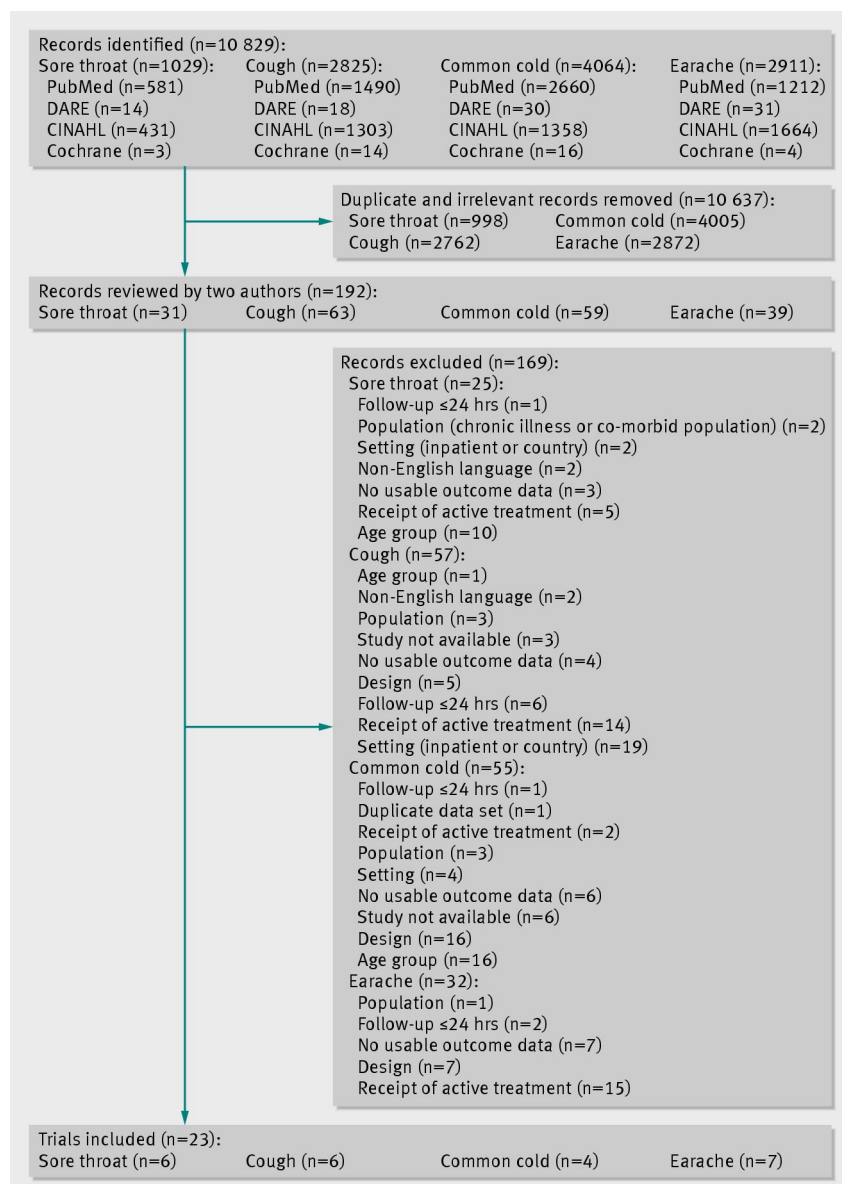 Records identified (n=10 829):
Sore throat (n=1029): Cough (n=2825): Common cold (n=4064): Earache (n=2911):
PubMed (n=581) PubMed (n=1490) PubMed (n=2660) PubMed (n=1212)
DARE (n=14) DARE (n=18) DARE (n=30) DARE (n=31)
CINAHL (n=431) CINAHL (n=1303) CINAHL (n=1358) CINAHL (n=1664)
Cochrane (n=3) Cochrane (n=14) Cochrane (n=16) Cochrane (n=4)
Duplicate and irrelevant records removed (n=10 637):
Sore throat (n=998) Common cold (n=4005)
Cough (n=2762) Earache (n=2872)
Records reviewed by two authors (n=192):
Sore throat (n=31) Cough (n=63) Common cold (n=59) Earache (n=39)
Records excluded (n=169):
Sore throat (n=25):
Follow-up ≤24 hrs (n=1)
Population (chronic illness or co-morbid population) (n=2)
Setting (inpatient or country) (n=2)
Non-English language (n=2)
No usable outcome data (n=3)
Receipt of active treatment (n=5)
Age group (n=10)
Cough (n=57):
Age group (n=1)
Non-English language (n=2)
Population (n=3)
Study not available (n=3)
No usable outcome data (n=4)
Design (n=5)
Follow-up ≤24 hrs (n=6)
Receipt of active treatment (n=14)
Setting (inpatient or country) (n=19)
Common cold (n=55):
Follow-up ≤24 hrs (n=1)
Duplicate data set (n=1)
Receipt of active treatment (n=2)
Population (n=3)
Setting (n=4)
No usable outcome data (n=6)
Study not available (n=6)
Design (n=16)
Age group (n=16)
Earache (n=32):
Population (n=1)
Follow-up ≤24 hrs (n=2)
No usable outcome data (n=7)
Design (n=7)
Receipt of active treatment (n=15)
Trials included (n=23):
Sore throat (n=6) Cough (n=6) Common cold (n=4) Earache (n=7)